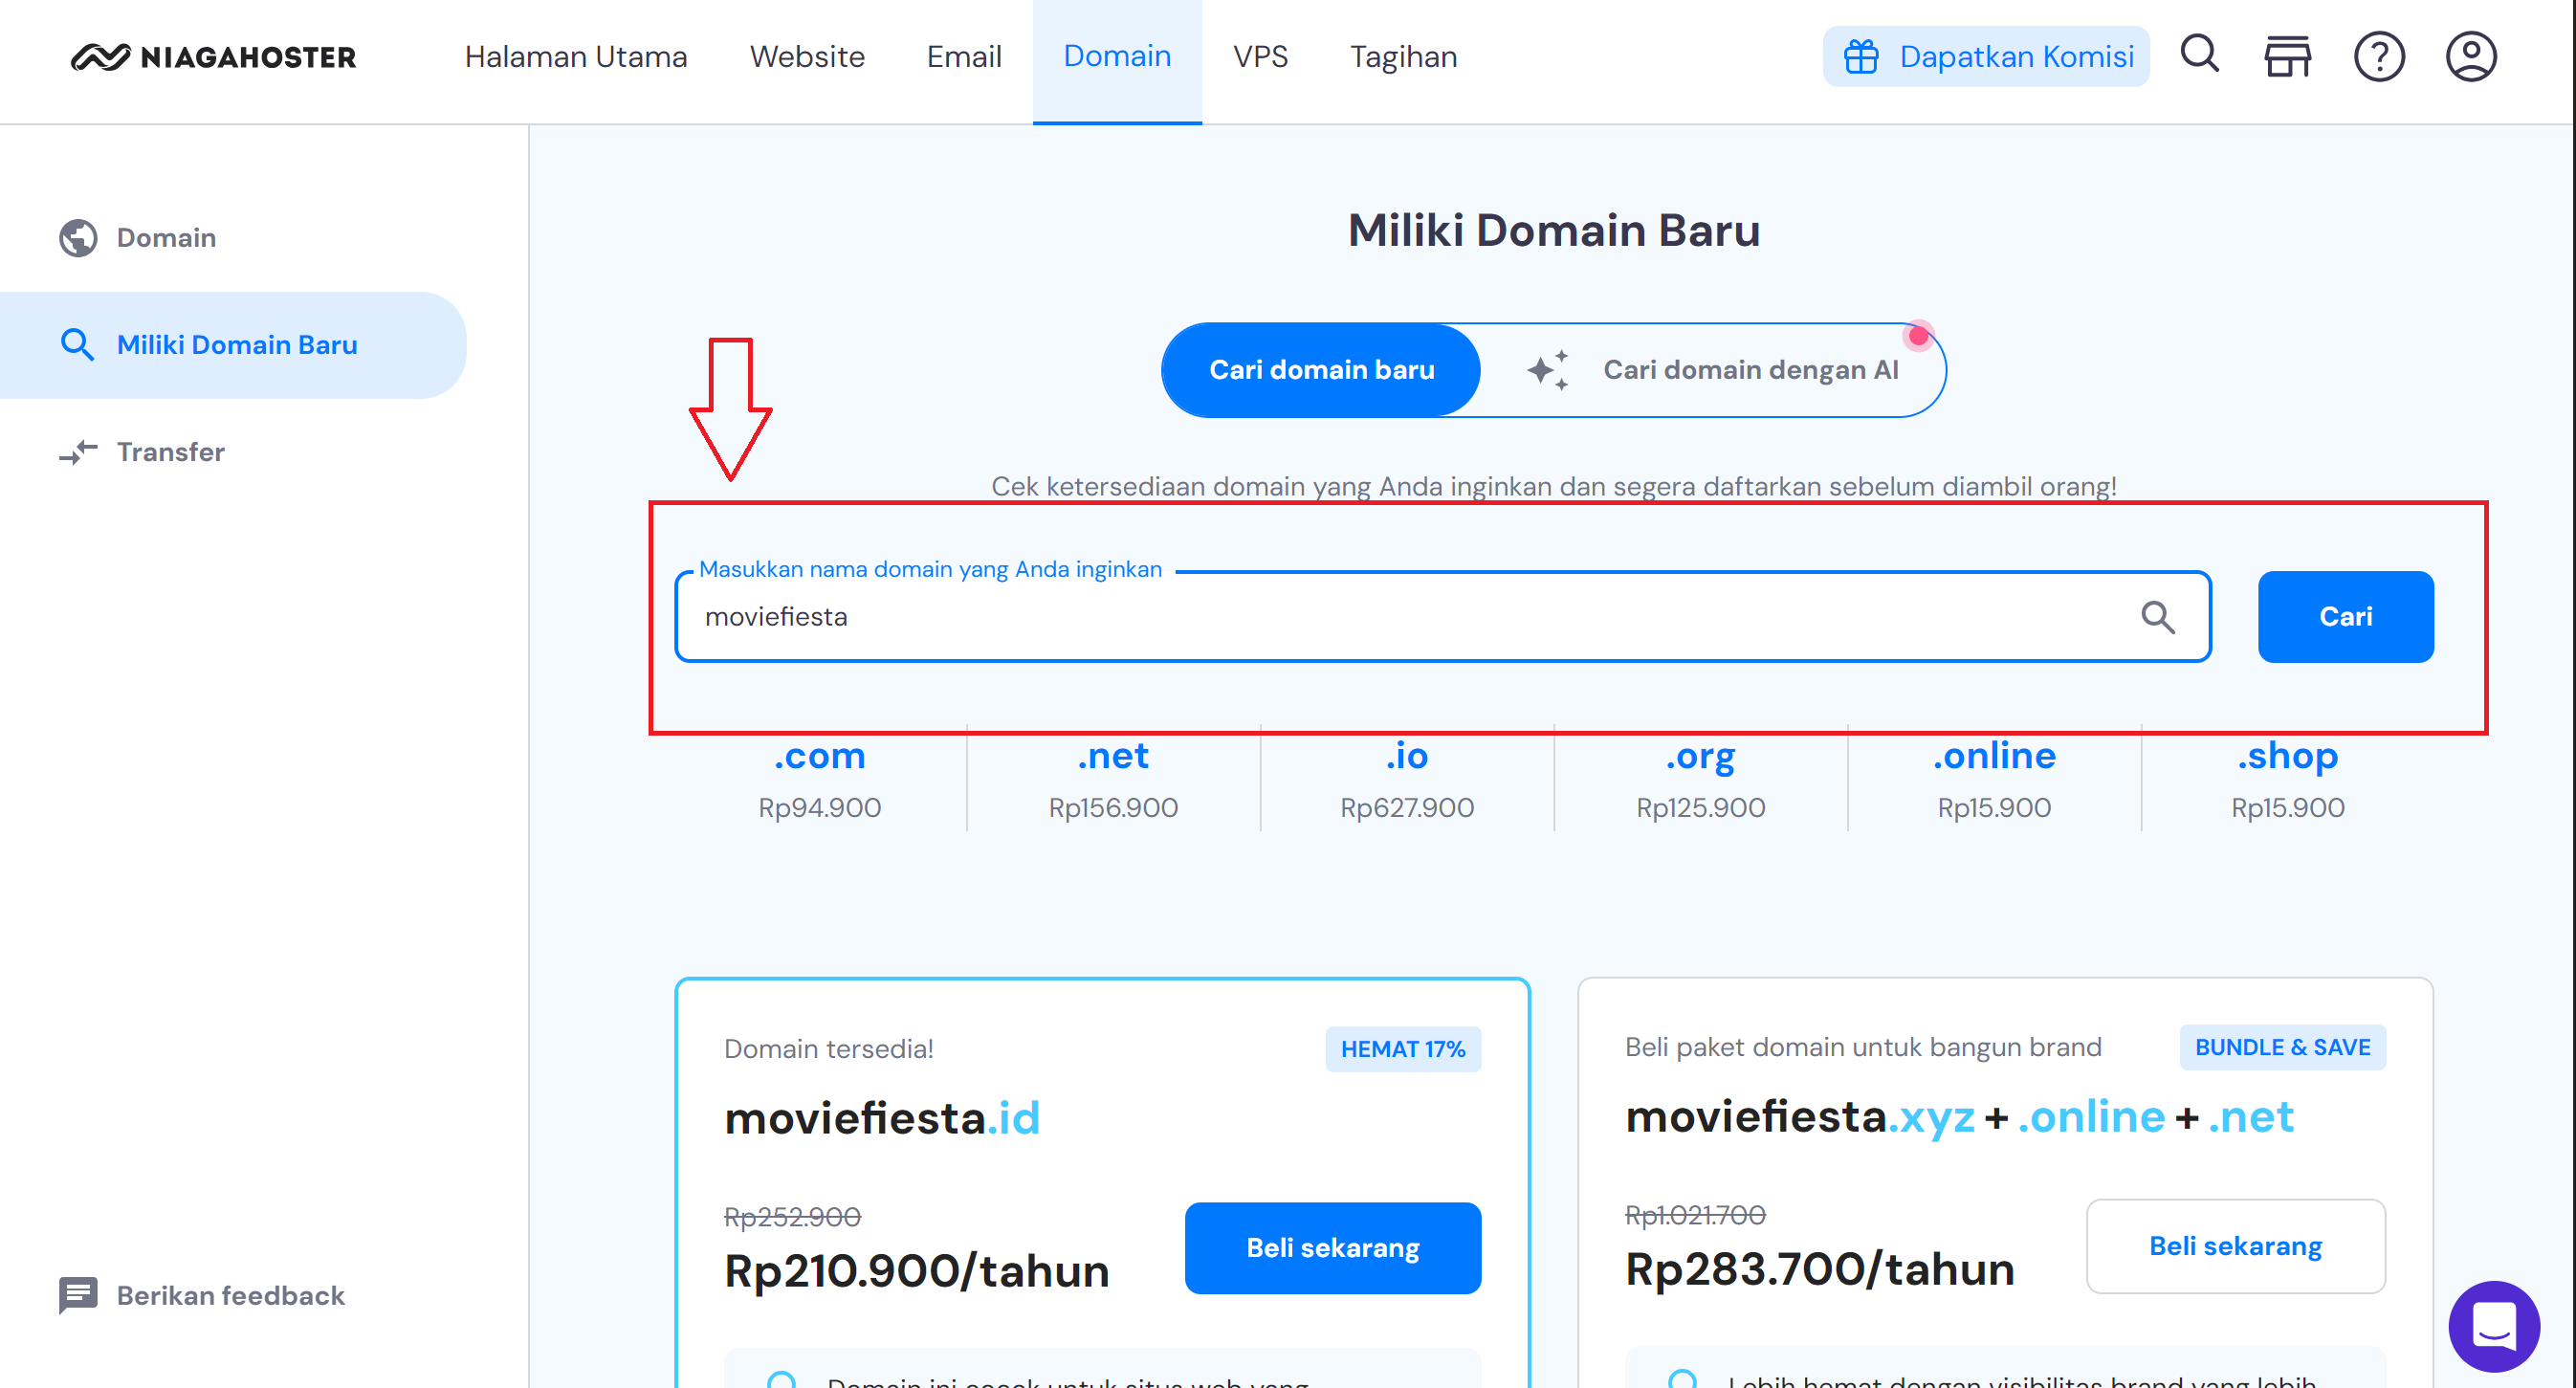 NIAGAHOSTER
Halaman Utama
Website
Email
Domain
VPS
Tagihan
Dapatkan Komisi
Domain
Miliki Domain Baru
Transfer
Berikan feedback
Miliki Domain Baru
Cari domain baru
Cari domain dengan AI
Cek ketersediaan domain yang Anda inginkan dan segera daftarkan sebelum diambil orang!
Masukkan nama domain yang Anda inginkan
moviefiesta
Cari
.com
Rp94.900
.net
Rp156.900
.io
Rp627.900
.org
Rp125.900
.online
Rp15.900
.shop
Rp15.900
Domain tersedia!
HEMAT 17%
moviefiesta.id
Rp252.900
Rp210.900/tahun
Beli sekarang
Domain ini cocok untuk situs web yang
Beli paket domain untuk bangun brand
BUNDLE & SAVE
moviefiesta.xyz + .online + .net
Rp1.021.700
Rp283.700/tahun
Beli sekarang
Lebih hemat dengan visibilitas brand yang lebih